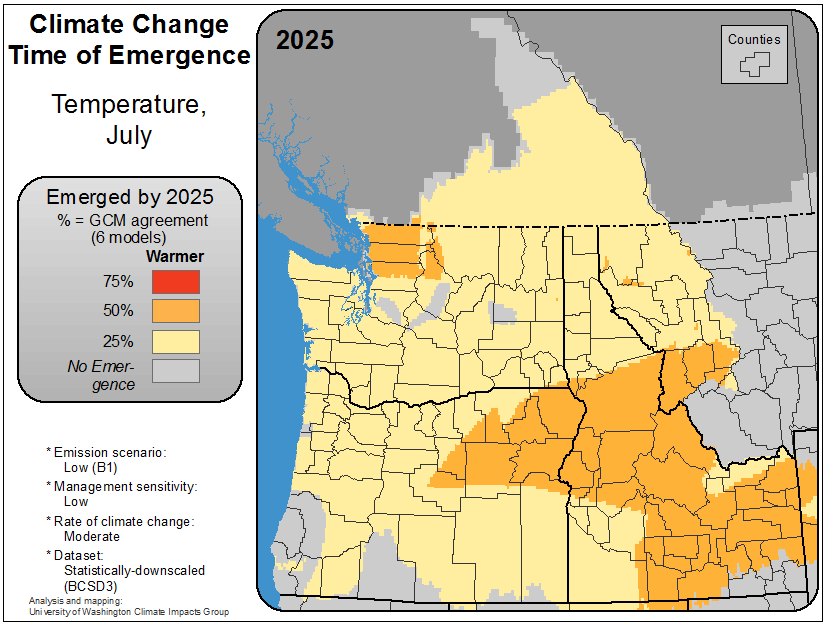 Climate Change
Time of Emergence
Temperature,
July
Emerged by 2025
% = GCM agreement
(6 models)
Warmer
75%
50%
25%
No Emer-
gence
* Emission scenario:
Low (B1)
* Management sensitivity:
Low
* Rate of climate change:
Moderate
* Dataset:
Statistically-downscaled
(BCSD3)
Analysis and mapping:
University of Washington Climate Impacts Group
2025
Counties